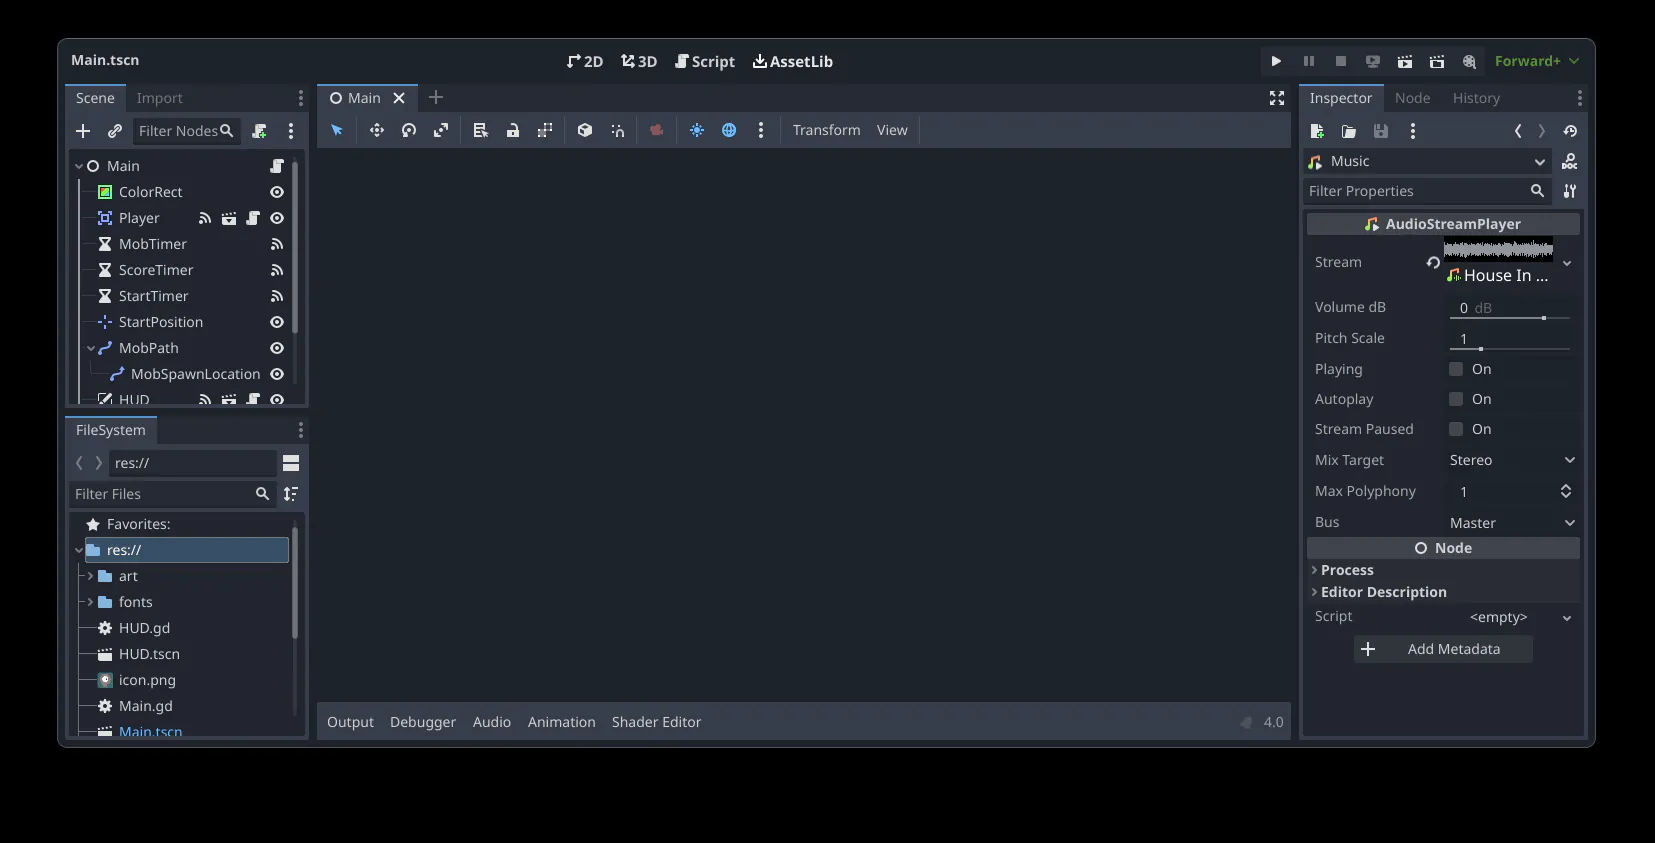 Main.tscn
2D 3D Script AssetLib
Forward+
Scene Import
Filter Nodes
Main
ColorRect
Player
MobTimer
ScoreTimer
StartTimer
StartPosition
MobPath
MobSpawnLocation
HUD
FileSystem
res://
Filter Files
Favorites:
res://
art
fonts
HUD.gd
HUD.tscn
icon.png
Main.gd
Main.tscn
Main
Transform View
Output Debugger Audio Animation Shader Editor 4.0
Inspector Node History
Music
Filter Properties
AudioStreamPlayer
Stream House In ...
Volume dB 0 dB
Pitch Scale 1
Playing On
Autoplay On
Stream Paused On
Mix Target Stereo
Max Polyphony 1
Bus Master
Node
Process
Editor Description
Script <empty>
Add Metadata